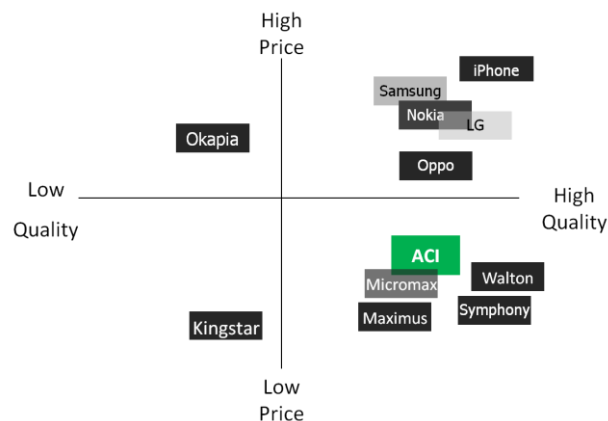 High
Price
iPhone
Samsung
Nokia
LG
Okapia
Oppo
Low
Quality
High
Quality
ACI
Walton
Micromax
Symphony
Maximus
Kingstar
Low
Price